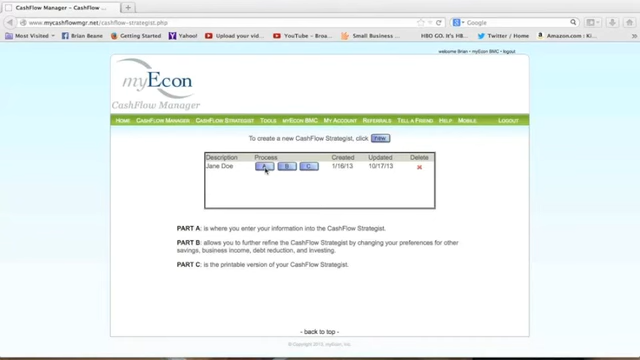 CashFlow Manager – CashFlow ...
www.mycashflowmgr.net/cashflow-strategist.php
Google
Most Visited
Brian Beane
Getting Started
Yahoo!
Upload your vid...
YouTube – Broa...
Smallest 95% c...
HBO GO. It's HB...
Twitter / Home
Amazon.com : Ki...
welcome Brian - myEcon BMC - logout
myEcon
CashFlow Manager
HOME CASHFLOW MANAGER CASHFLOW STRATEGIST TOOLS MYECON BMC MY ACCOUNT REFERRALS TELL A FRIEND HELP MOBILE LOGOUT
To create a new CashFlow Strategist, click New
Description Process Created Updated Delete
Jane Doe A B C 1/16/13 10/17/13
PART A: is where you enter your information into the CashFlow Strategist.
PART B: allows you to further refine the CashFlow Strategist by changing your preferences for other
savings, business income, debt reduction, and investing.
PART C: is the printable version of your CashFlow Strategist.
- back to top -
© Copyright 2013, myEcon, Inc.